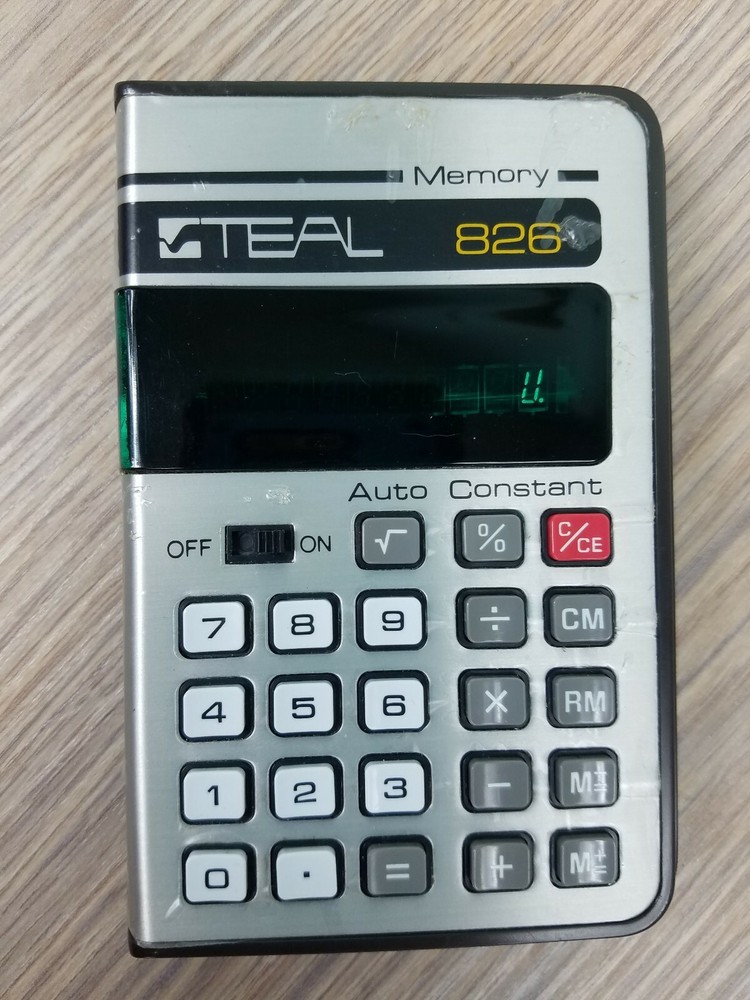 Memory
TEAL 826
Auto Constant
OFF ON √ % C/CE
7 8 9 ÷ CM
4 5 6 × RM
1 2 3 −
0 . = +